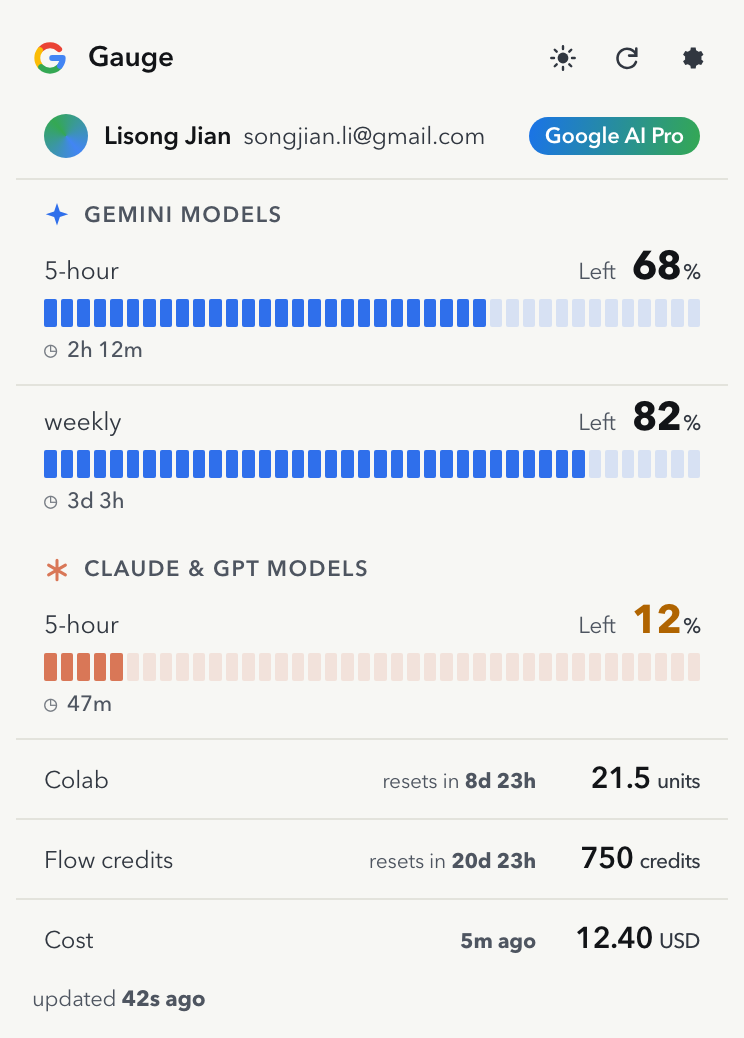 Gauge
Lisong Jian songjian.li@gmail.com Google AI Pro
GEMINI MODELS
5-hour Left 68%
2h 12m
weekly Left 82%
3d 3h
CLAUDE & GPT MODELS
5-hour Left 12%
47m
Colab resets in 8d 23h 21.5 units
Flow credits resets in 20d 23h 750 credits
Cost 5m ago 12.40 USD
updated 42s ago